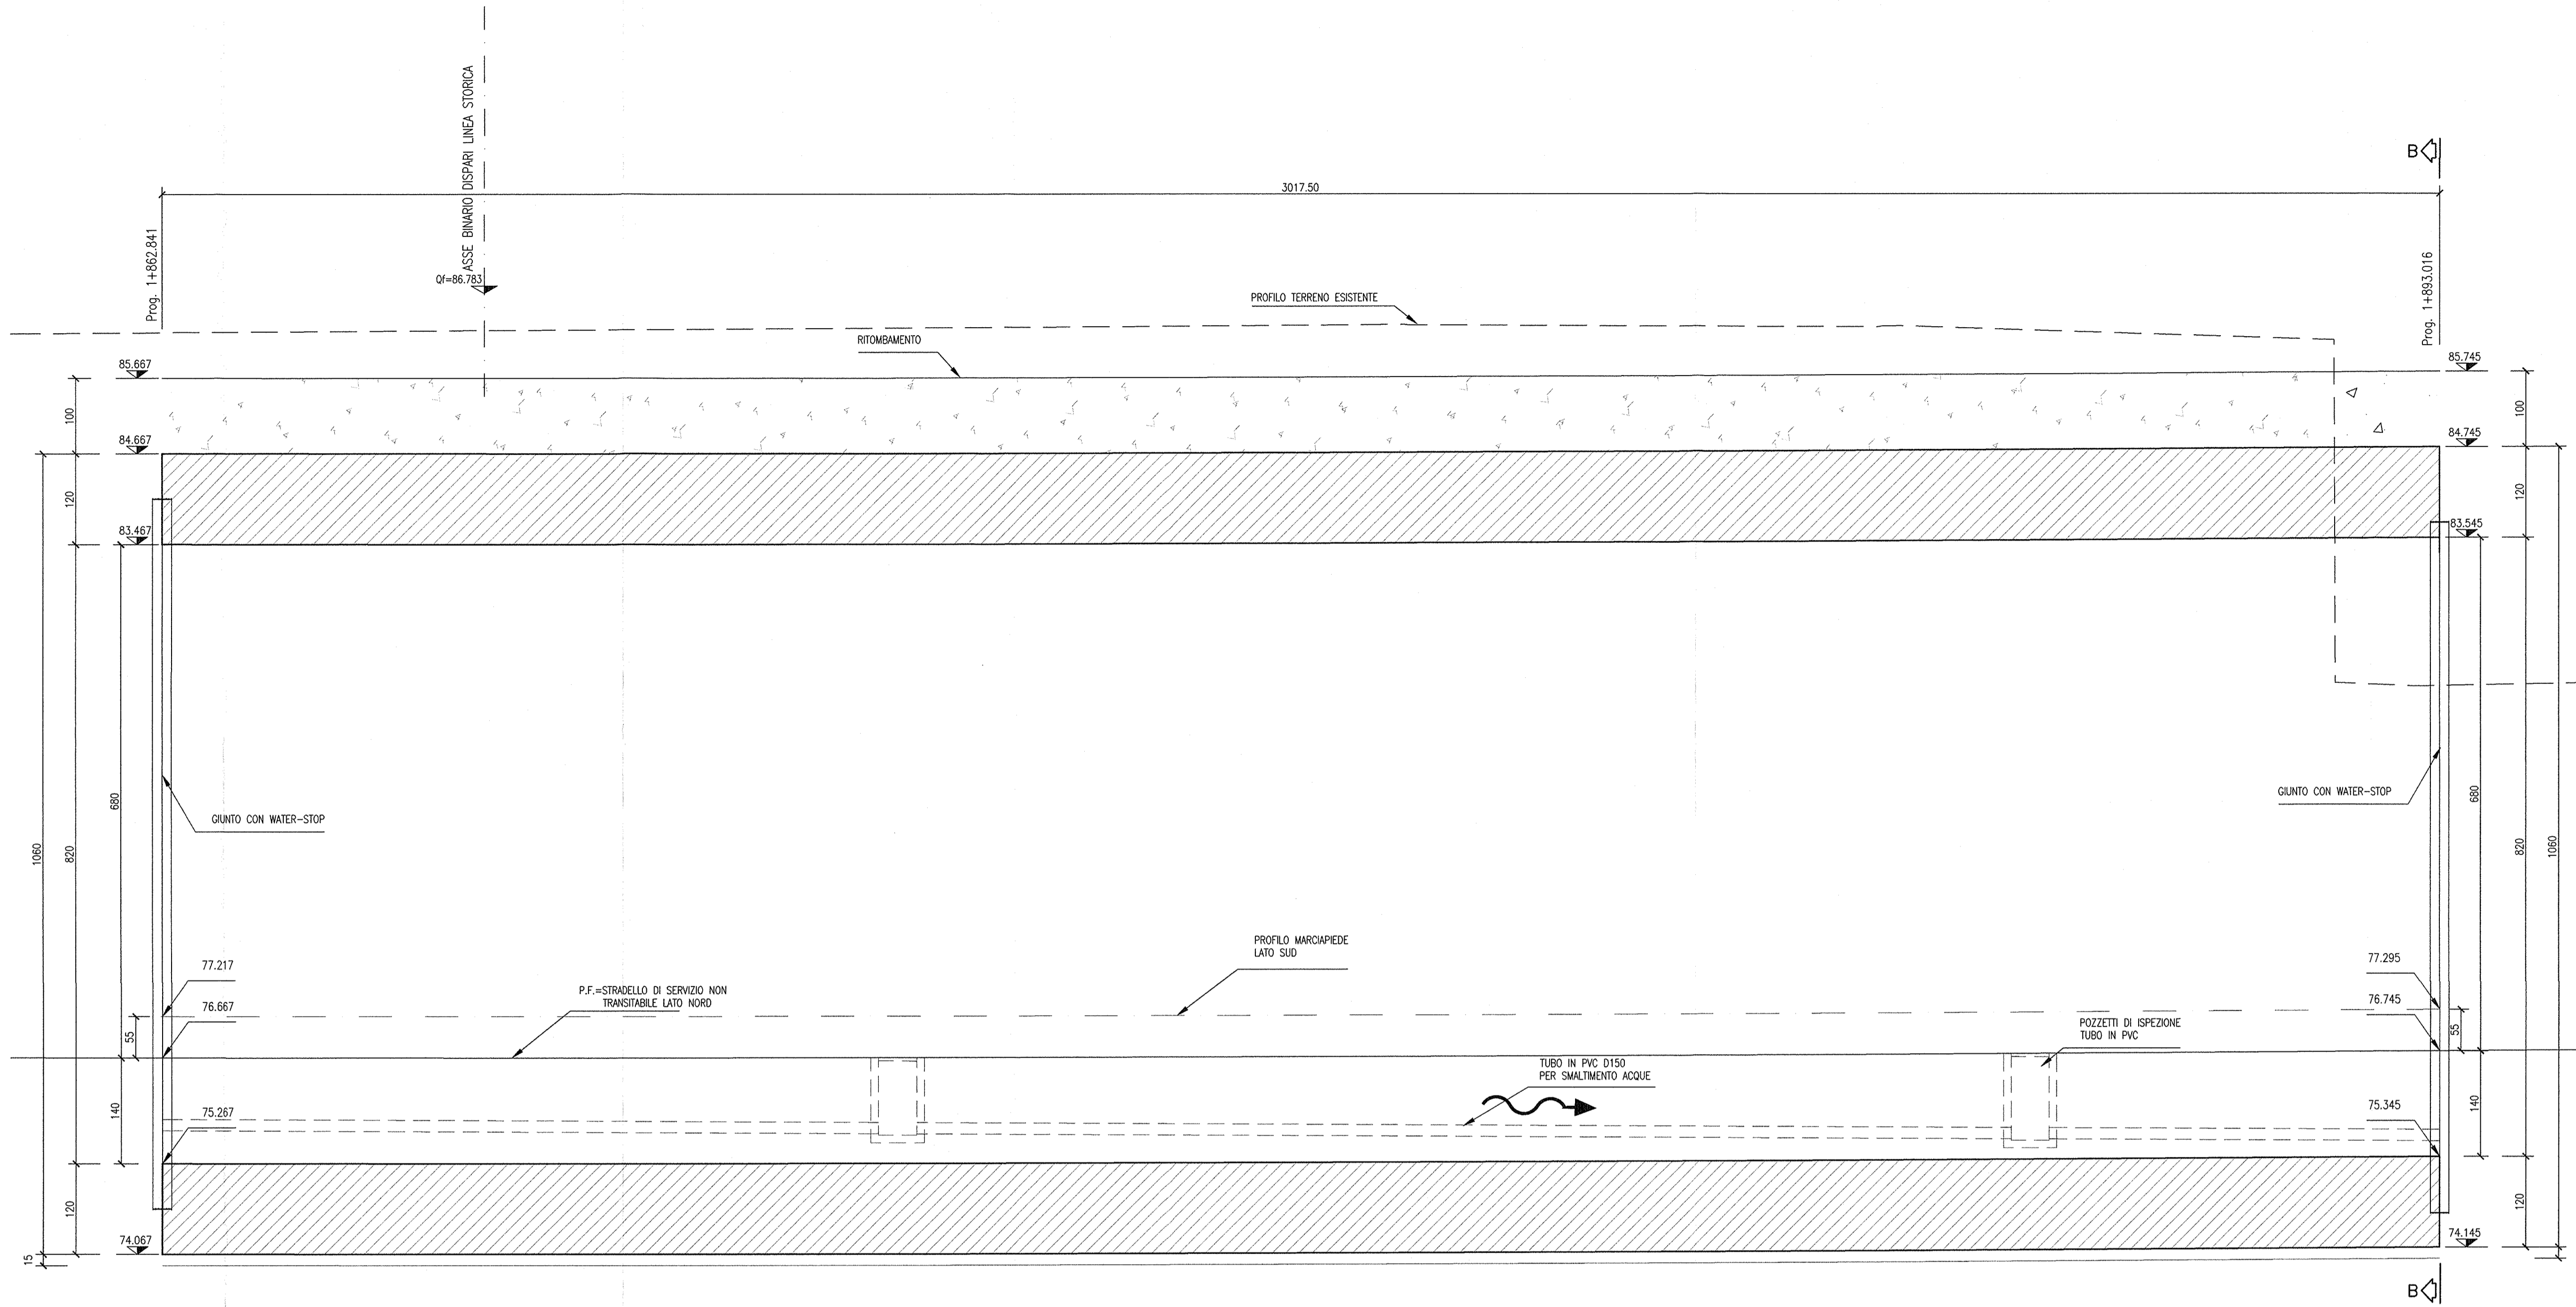 ASSE BINARIO DISPARI LINEA STORICA
B
3017.50
Prog. 1+862.841
Qf=86.783
PROFILO TERRENO ESISTENTE
Prog. 1+893.016
RITOMBAMENTO
85.667
85.745
100
100
84.667
84.745
120
120
83.467
83.545
GIUNTO CON WATER-STOP
GIUNTO CON WATER-STOP
1060
820
680
680
820
1060
PROFILO MARCIAPIEDE
LATO SUD
77.217
77.295
P.F.=STRADELLO DI SERVIZIO NON
TRANSITABILE LATO NORD
76.667
76.745
55
55
POZZETTI DI ISPEZIONE
TUBO IN PVC
TUBO IN PVC D150
PER SMALTIMENTO ACQUE
75.267
75.345
140
140
120
120
74.067
74.145
15
B